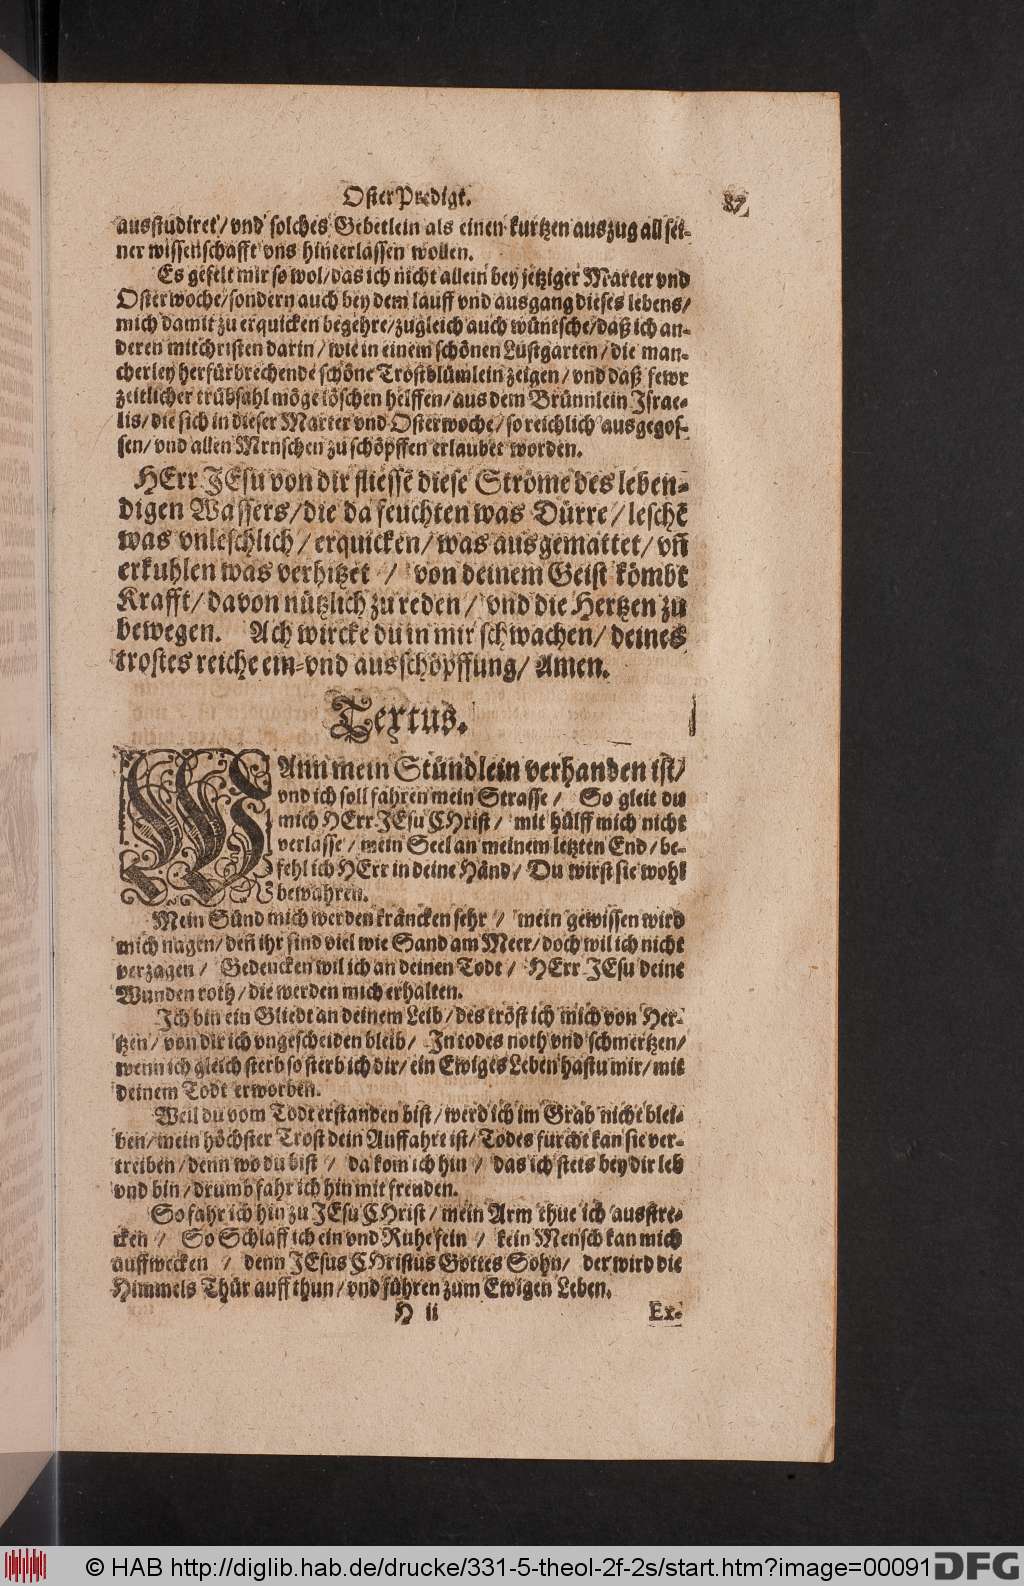 OsterPredigt. 87
ausstudiret/ vnd solches Gebetlein als einen kurtzen auszug all sei-
ner wissenschafft vns hinterlassen wollen.
Es gefelt mir so wol/ das ich nicht allein bey jetziger Marter vnd
Osterwoche/ sondern auch bey dem lauff vnd ausgang dieses lebens/
mich damit zu erquicken begehre/ zugleich auch wüntsche/ daß ich an-
deren mitchristen darin/ wie in einem schönen Lustgarten/ die man-
cherley herfürbrechende schöne Trostblümlein zeigen/ vnd daß fewr
zeitlicher trübsahl möge löschen helffen/ aus dem Brünnlein Israe-
lis/ die sich in dieser Marter vnd Osterwoche/ so reichlich ausgegos-
sen/ vnd allen Mrnschen zu schöpffen erlaubet worden.
HErr JEsu von dir fliessē diese Ströme des leben-
digen Wassers/ die da feuchten was Dürre/ leschē
was vnleschlich/ erquicken/ was ausgemattet/ vñ
erkuhlen was verhitzet / von deinem Geist kömbt
Krafft/ davon nützlich zu reden/ vnd die Hertzen zu
bewegen. Ach wircke du in mir schwachen/ deines
trostes reiche ein-vnd ausschöpffung/ Amen.
Textus.
WAnn mein Stündlein verhanden ist/
vnd ich soll fahren mein Strasse / So gleit du
mich HErr JEsu CHrist / mit hülff mich nicht
verlasse / mein Seel an meinem letzten End / be-
fehl ich HErr in deine Händ/ Du wirst sie wohl
bewahren.
Mein Sünd mich werden kräncken sehr / mein gewissen wird
mich nagen/ deñ ihr sind viel wie Sand am Meer/ doch wil ich nicht
verzagen / Gedencken wil ich an deinen Todt / HErr JEsu deine
Wunden roth/ die werden mich erhalten.
Ich bin ein Gliedt an deinem Leib/ des tröst ich mich von Her-
tzen/ von dir ich vngescheiden bleib/ In todes noth vnd schmertzen/
wenn ich gleich sterb so sterb ich dir/ ein Ewiges Leben hastu mir/ mit
deinem Todt erworben.
Weil du vom Todt erstanden bist/ werd ich im Grab nicht blei-
ben/ mein höchster Trost dein Auffahrt ist/ Todes furcht kan sie ver-
treiben/ denn wo du bist / da kom ich hin / das ich stets bey dir leb
vnd bin/ drumb fahr ich hin mit freuden.
So fahr ich hin zu JEsu CHrist/ mein Arm thue ich ausstre-
cken / So Schlaff ich ein vnd Ruhe fein / kein Mensch kan mich
auffwecken / denn JEsus CHristus Gottes Sohn/ der wird die
Himmels Thür auff thun/ vnd führen zum Ewigen Leben.
H ii Ex-
© HAB http://diglib.hab.de/drucke/331-5-theol-2f-2s/start.htm?image=00091
DFG